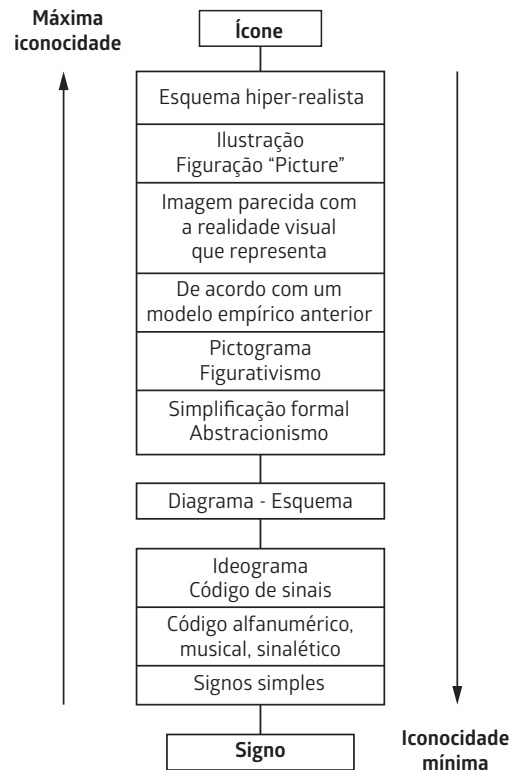 Máxima
iconocidade
Ícone
Esquema hiper-realista
Ilustração
Figuração “Picture”
Imagem parecida com
a realidade visual
que representa
De acordo com um
modelo empírico anterior
Pictograma
Figurativismo
Simplificação formal
Abstracionismo
Diagrama - Esquema
Ideograma
Código de sinais
Código alfanumérico,
musical, sinalético
Signos simples
Signo
Iconocidade
mínima